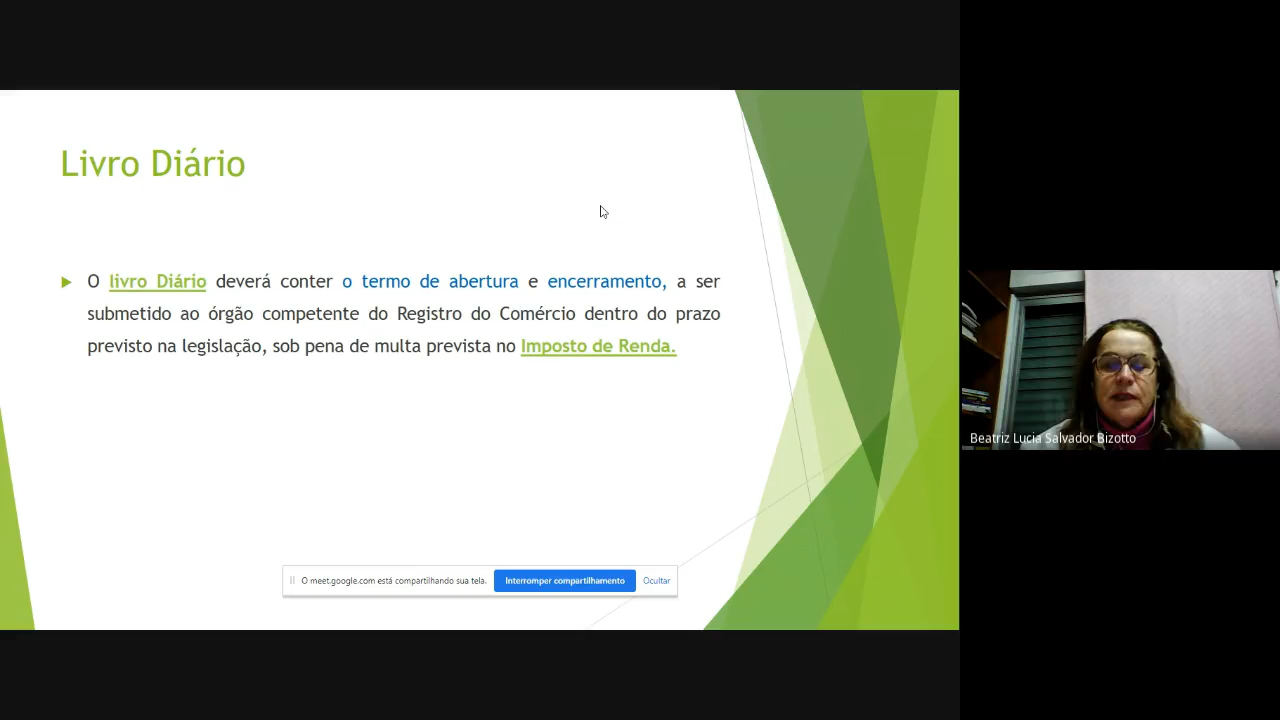 Livro Diário
O livro Diário deverá conter o termo de abertura e encerramento, a ser
submetido ao órgão competente do Registro do Comércio dentro do prazo
previsto na legislação, sob pena de multa prevista no Imposto de Renda.
O meet.google.com está compartilhando sua tela. Interromper compartilhamento Ocultar
Beatriz Lucia Salvador Bizotto